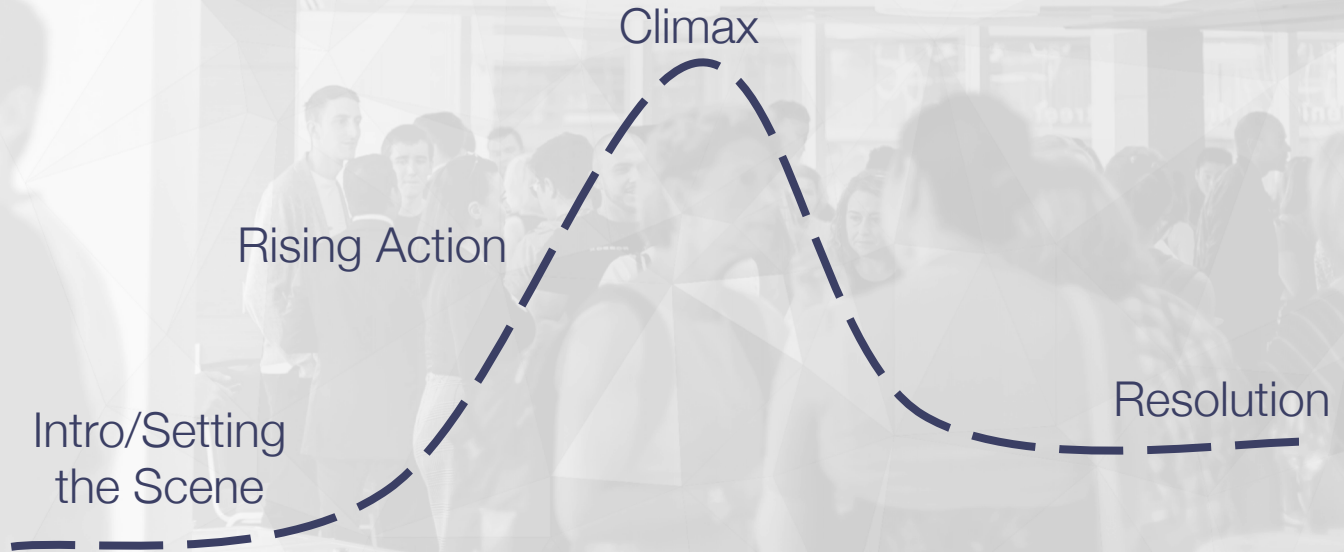 Climax
Rising Action
Intro/Setting
the Scene
Resolution